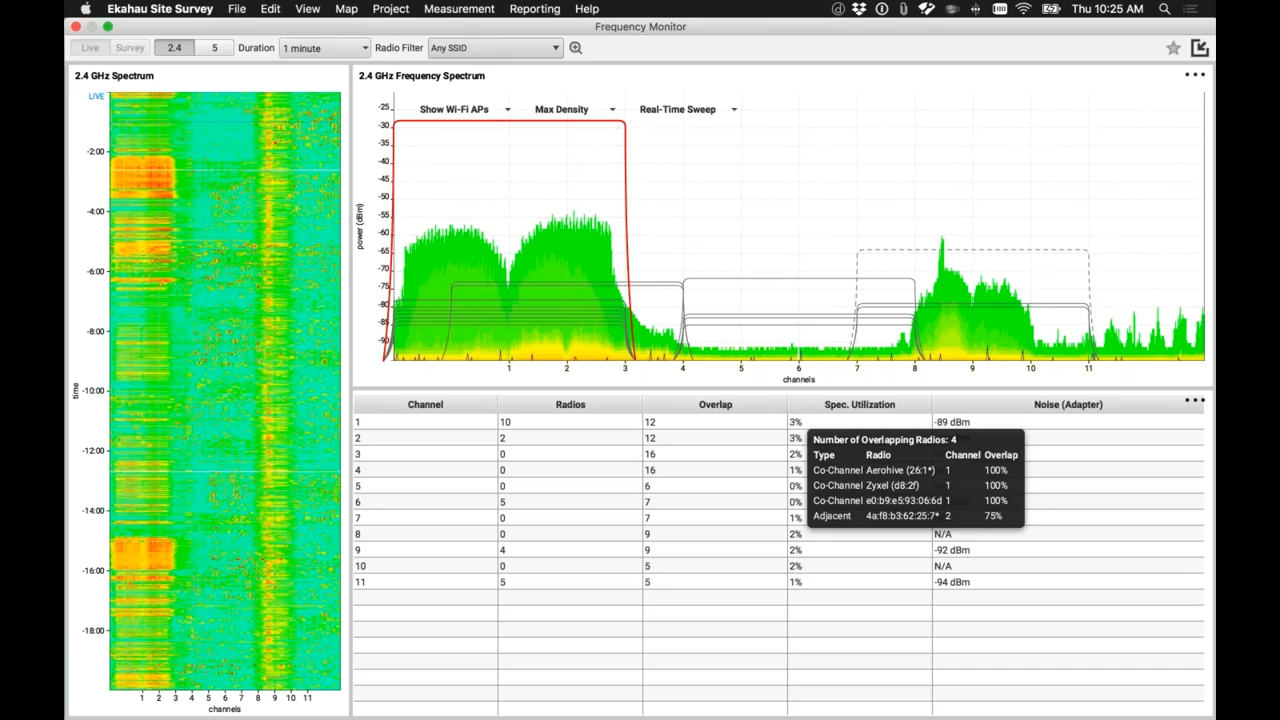 Ekahau Site Survey File Edit View Map Project Measurement Reporting Help Thu 10:25 AM
Frequency Monitor
Live Survey 2.4 5 Duration 1 minute Radio Filter Any SSID
2.4 GHz Spectrum
LIVE
-2:00
-4:00
-6:00
-8:00
-10:00
-12:00
-14:00
-16:00
-18:00
time
1 2 3 4 5 6 7 8 9 10 11
channels
2.4 GHz Frequency Spectrum
Show Wi-Fi APs Max Density Real-Time Sweep
-25
-30
-35
-40
-45
-50
-55
-60
-65
-70
-75
-80
-85
-90
power (dBm)
1 2 3 4 5 6 7 8 9 10 11
channels
Channel Radios Overlap Spec. Utilization Noise (Adapter)
1 10 12 3% -89 dBm
2 2 12 3%
3 0 16 2%
4 0 16 1%
5 0 6 0%
6 5 7 0%
7 0 7 1%
8 0 9 2% N/A
9 4 9 2% -92 dBm
10 0 5 2% N/A
11 5 5 1% -94 dBm
Number of Overlapping Radios: 4
Type Radio Channel Overlap
Co-Channel Aerohive (26:1*) 1 100%
Co-Channel Zyxel (d8:2f) 1 100%
Co-Channel e0:b9:e5:93:06:6d 1 100%
Adjacent 4a:f8:b3:62:25:7* 2 75%